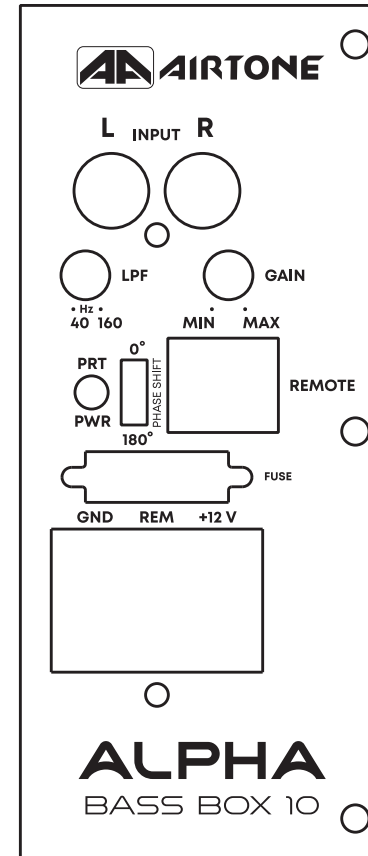 AIRTONE
L INPUT R
LPF
GAIN
• Hz •
40 160
MIN MAX
0°
PRT
PHASE SHIFT
REMOTE
PWR
180°
FUSE
GND REM +12 V
ALPHA
BASS BOX 10